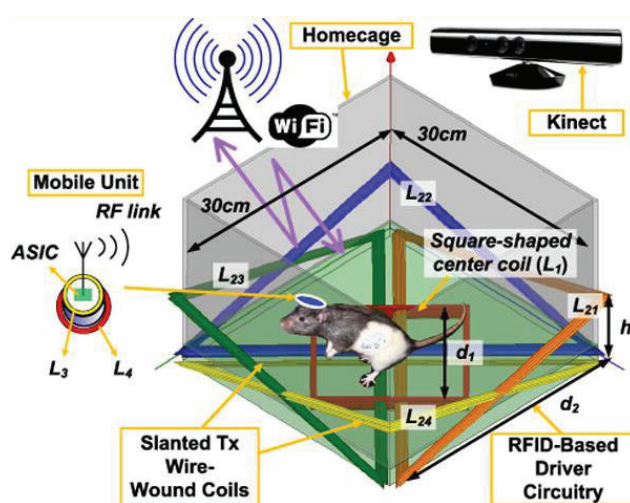 Homecage
Kinect
WiFi™
30cm
30cm
Mobile Unit
RF link
ASIC
L22
L23
Square-shaped
center coil (L1)
L21
h
d1
L3
L4
L24
d2
Slanted Tx
Wire-
Wound Coils
RFID-Based
Driver
Circuitry